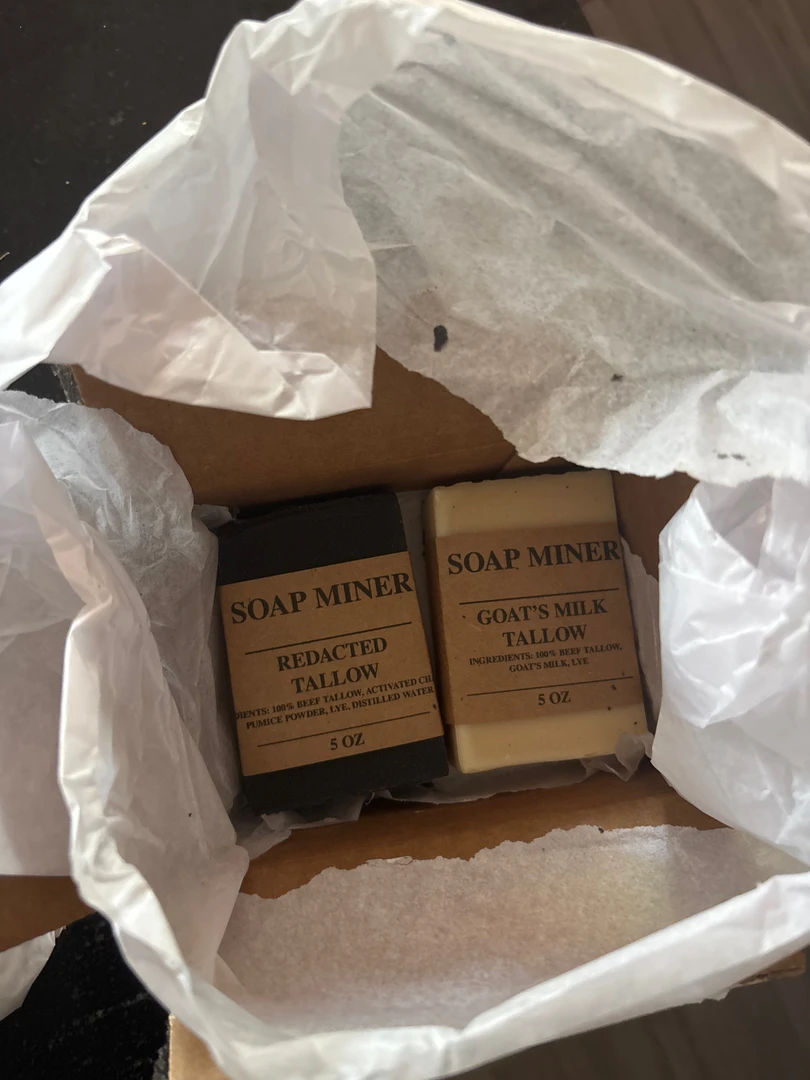 SOAP MINER
REDACTED
TALLOW
100% BEEF TALLOW, ACTIVATED
PUMICE POWDER, LYE, DISTILLED WATER
5 OZ
SOAP MINER
GOAT'S MILK
TALLOW
INGREDIENTS: 100% BEEF TALLOW,
GOAT'S MILK, LYE
5 OZ